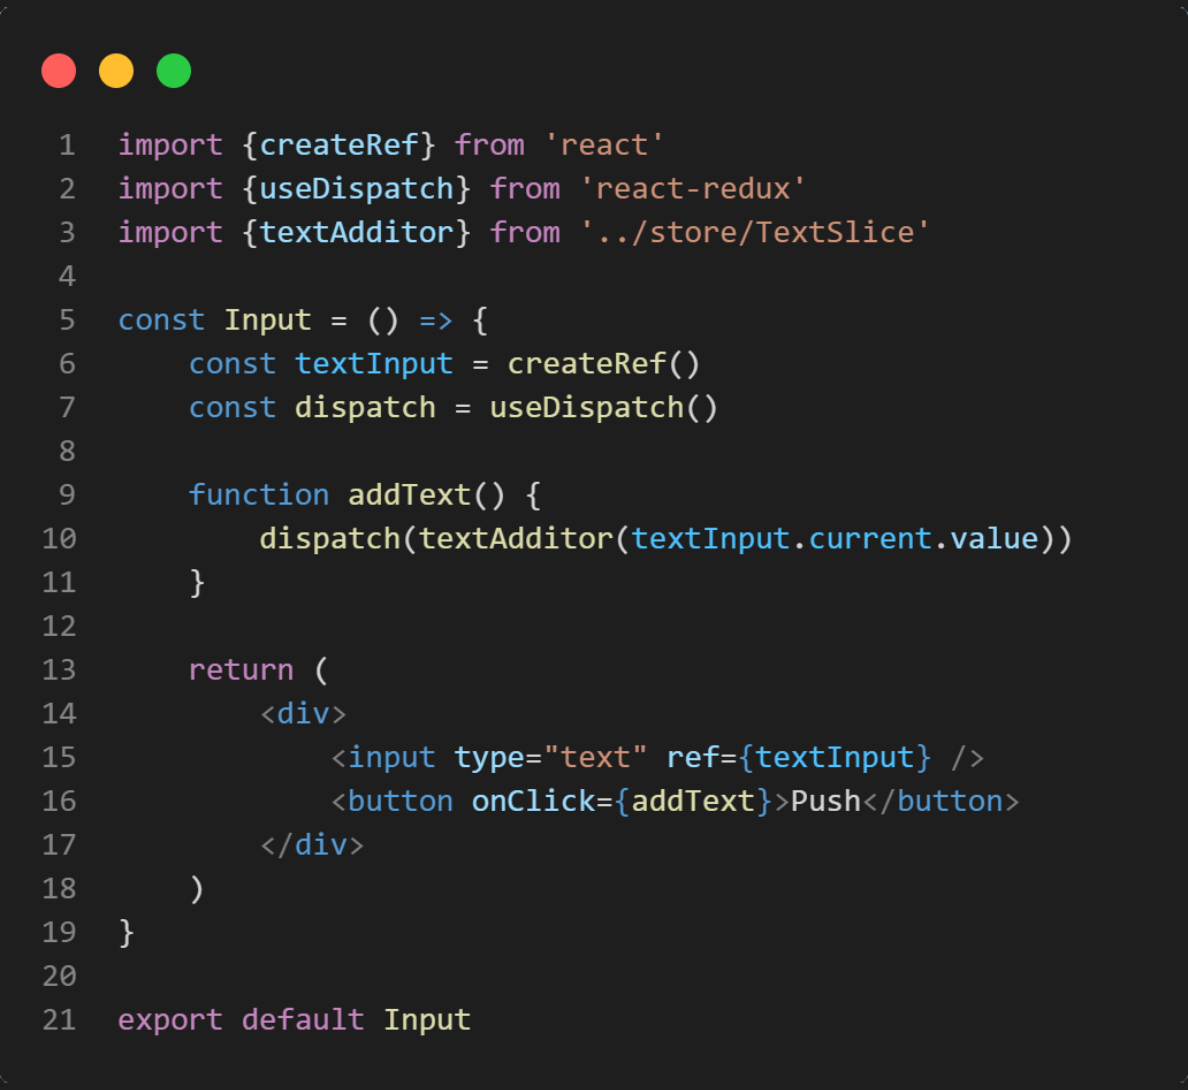 1 import {createRef} from 'react'
2 import {useDispatch} from 'react-redux'
3 import {textAdditor} from '../store/TextSlice'
4
5 const Input = () => {
6     const textInput = createRef()
7     const dispatch = useDispatch()
8
9     function addText() {
10         dispatch(textAdditor(textInput.current.value))
11     }
12
13     return (
14         <div>
15             <input type="text" ref={textInput} />
16             <button onClick={addText}>Push</button>
17         </div>
18     )
19 }
20
21 export default Input